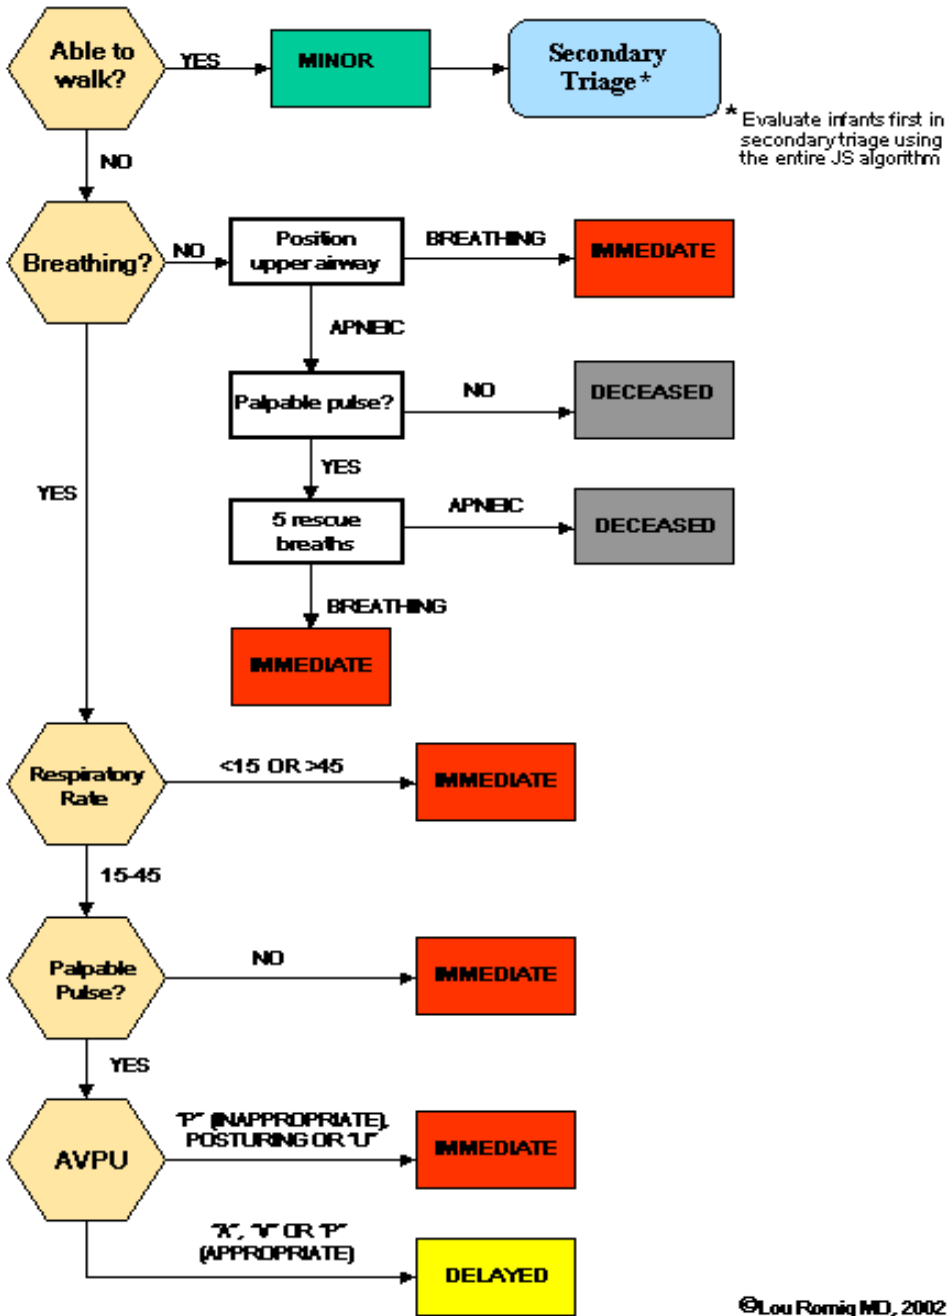 Able to
walk?
YES
MINOR
Secondary
Triage*
* Evaluate infants first in
secondary triage using
the entire JS algorithm
NO
Breathing?
NO
Position
upper airway
BREATHING
IMMEDIATE
APNEIC
Palpable pulse?
NO
DECEASED
YES
5 rescue
breaths
APNEIC
DECEASED
BREATHING
IMMEDIATE
YES
Respiratory
Rate
<15 OR >45
IMMEDIATE
15-45
Palpable
Pulse?
NO
IMMEDIATE
YES
AVPU
"P" (INAPPROPRIATE),
POSTURING OR "U"
IMMEDIATE
"A", "V" OR "P"
(APPROPRIATE)
DELAYED
©Lou Romig MD, 2002